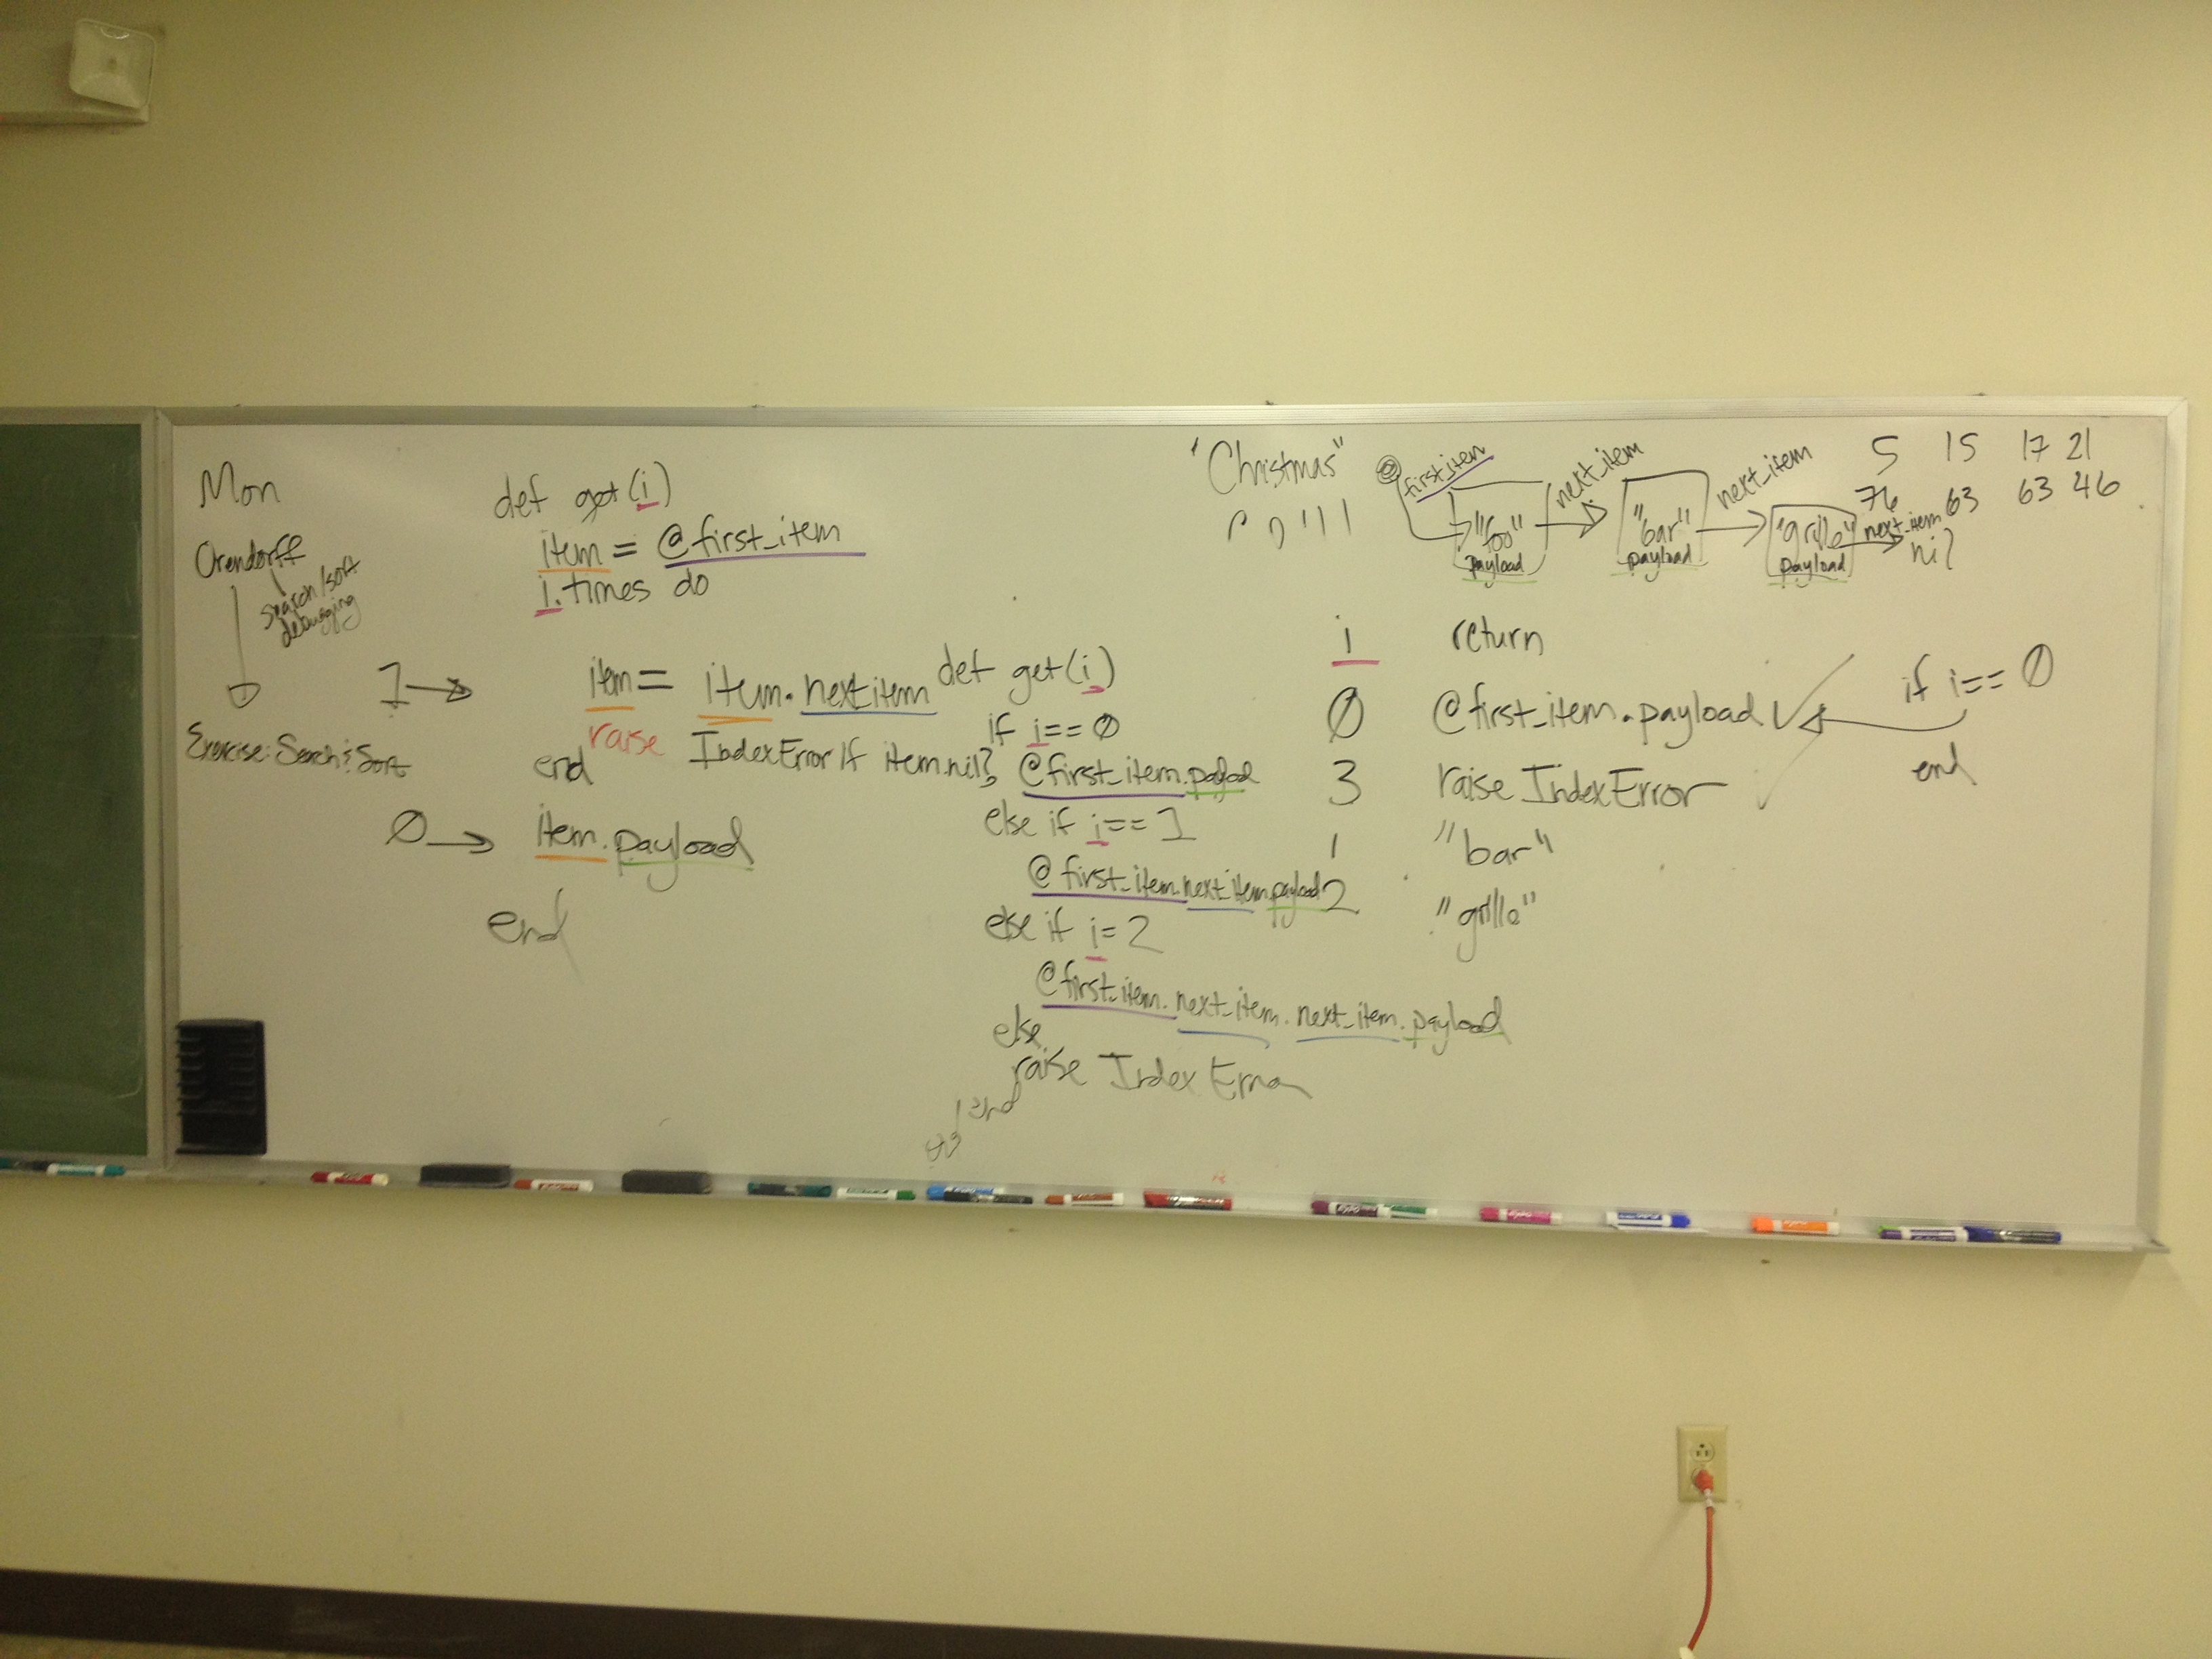 Mon
Orendorff
search/sort
debugging
Exercise: Search & Sort
def get(i)
item = @first_item
i.times do
1 →
item = item.next_item
raise IndexError if item.nil?
end
0 → item.payload
end
def get(i)
if i == 0
@first_item.payload
else if i == 1
@first_item.next_item.payload
else if i = 2
@first_item.next_item.next_item.payload
else
raise IndexError
end
end
"Christmas"
@first_item
"foo"
payload
next_item
"bar"
payload
next_item
"grille"
payload
next_item
nil
5 15 17 21
76 63 63 46
i return
0 @first_item.payload
3 raise IndexError
1 "bar"
2 "grille"
if i == 0
end